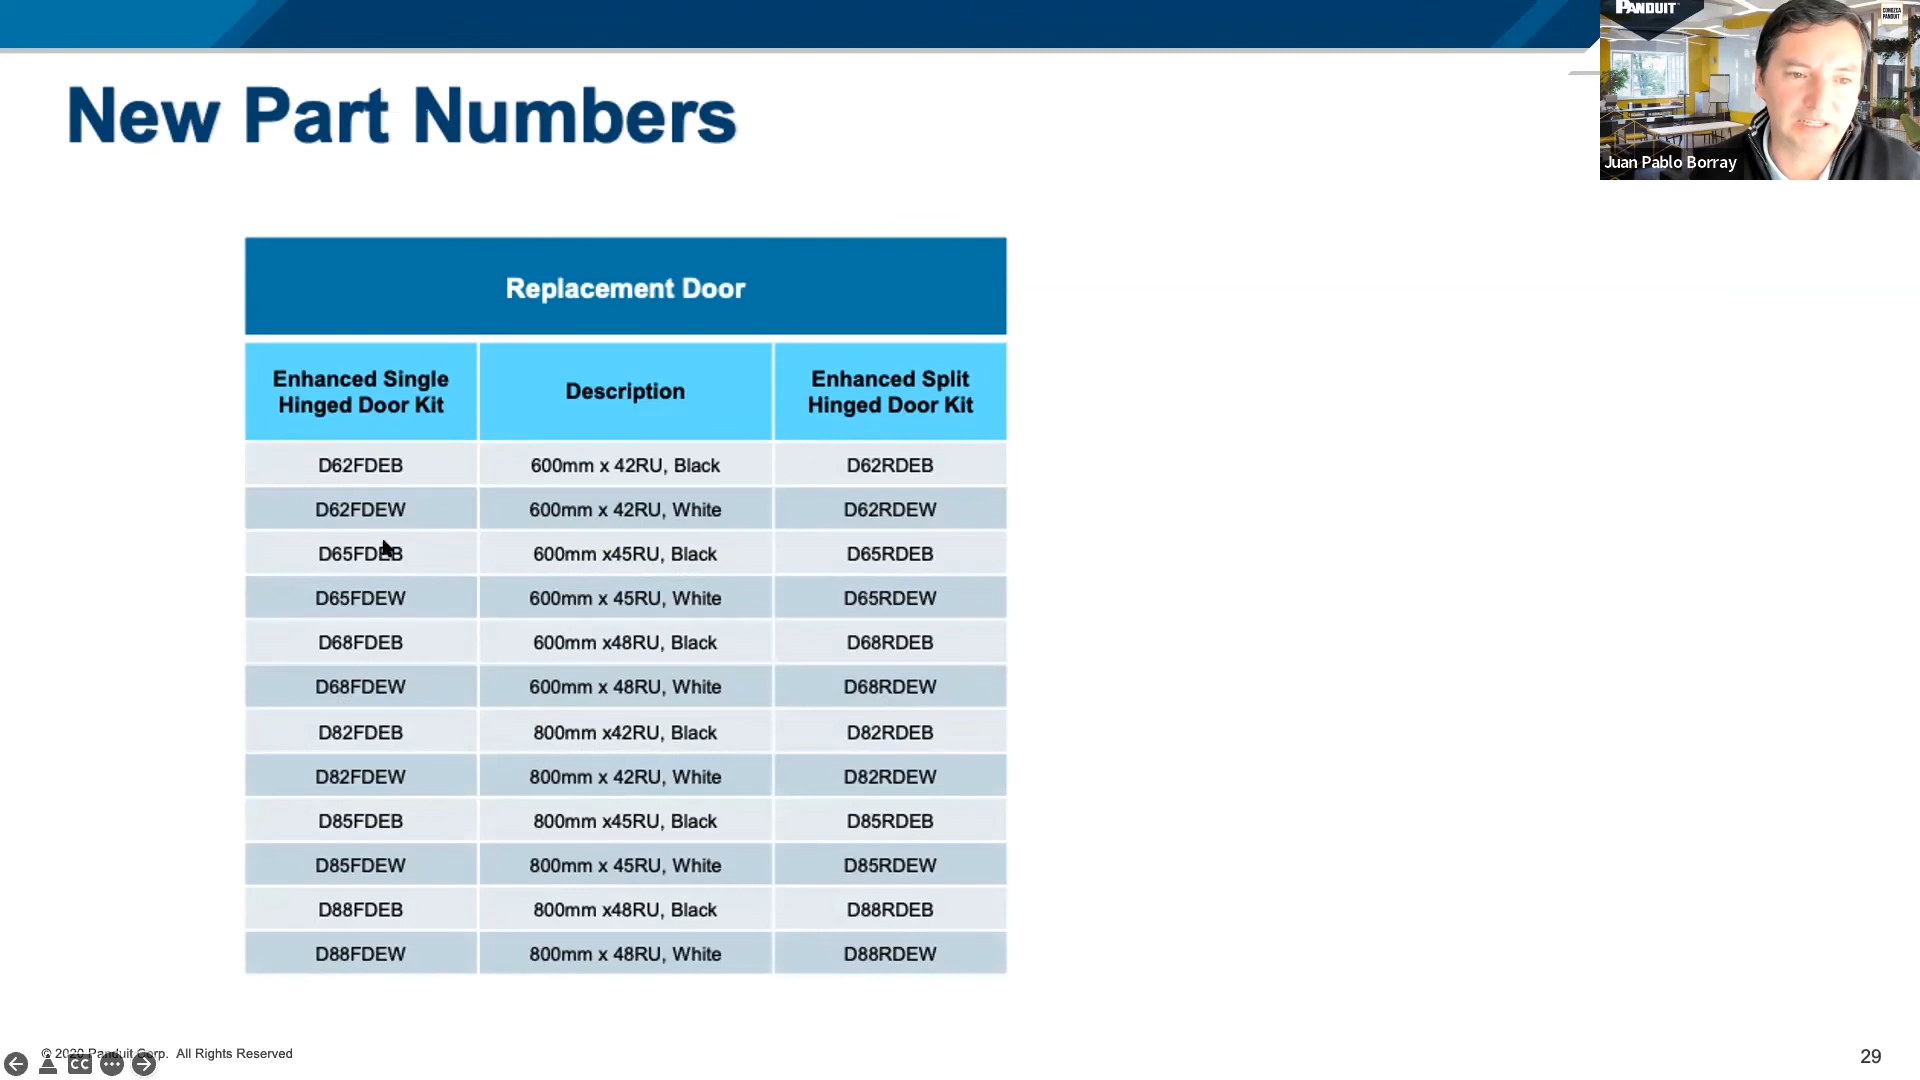 PANDUIT
CONOZCA
PANDUIT
Juan Pablo Borray
New Part Numbers
Replacement Door
Enhanced Single
Hinged Door Kit
Description
Enhanced Split
Hinged Door Kit
D62FDEB 600mm x 42RU, Black D62RDEB
D62FDEW 600mm x 42RU, White D62RDEW
D65FDEB 600mm x45RU, Black D65RDEB
D65FDEW 600mm x 45RU, White D65RDEW
D68FDEB 600mm x48RU, Black D68RDEB
D68FDEW 600mm x 48RU, White D68RDEW
D82FDEB 800mm x42RU, Black D82RDEB
D82FDEW 800mm x 42RU, White D82RDEW
D85FDEB 800mm x45RU, Black D85RDEB
D85FDEW 800mm x 45RU, White D85RDEW
D88FDEB 800mm x48RU, Black D88RDEB
D88FDEW 800mm x 48RU, White D88RDEW
© 2020 Panduit Corp. All Rights Reserved
CC
29